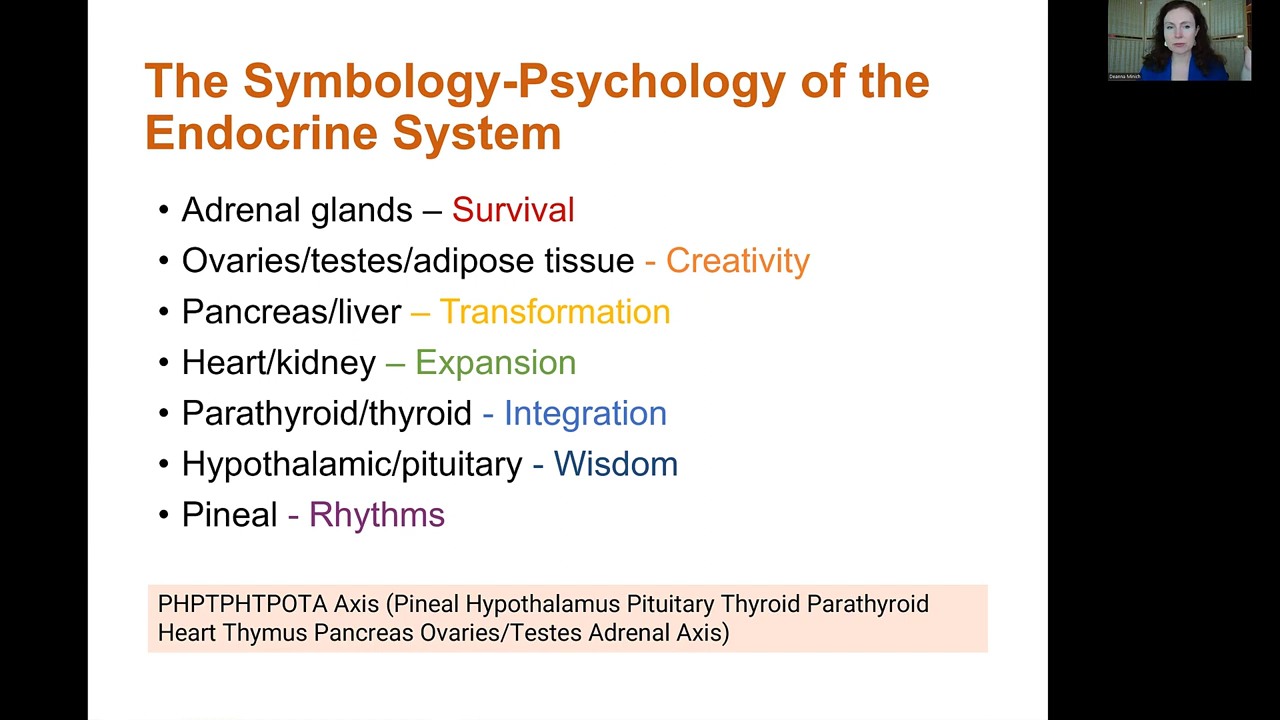 The Symbology-Psychology of the
Endocrine System
• Adrenal glands – Survival
• Ovaries/testes/adipose tissue - Creativity
• Pancreas/liver – Transformation
• Heart/kidney – Expansion
• Parathyroid/thyroid - Integration
• Hypothalamic/pituitary - Wisdom
• Pineal - Rhythms
PHPTPHTPOTA Axis (Pineal Hypothalamus Pituitary Thyroid Parathyroid
Heart Thymus Pancreas Ovaries/Testes Adrenal Axis)
Deanna Minich